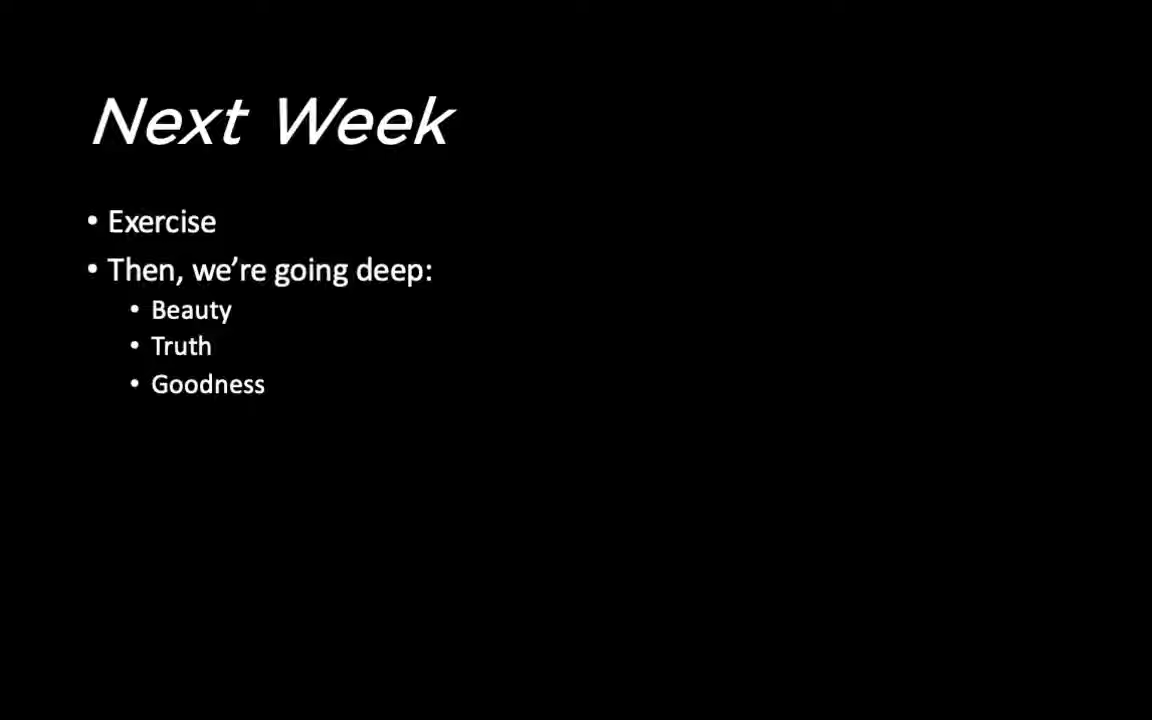 Next Week
• Exercise
• Then, we’re going deep:
• Beauty
• Truth
• Goodness